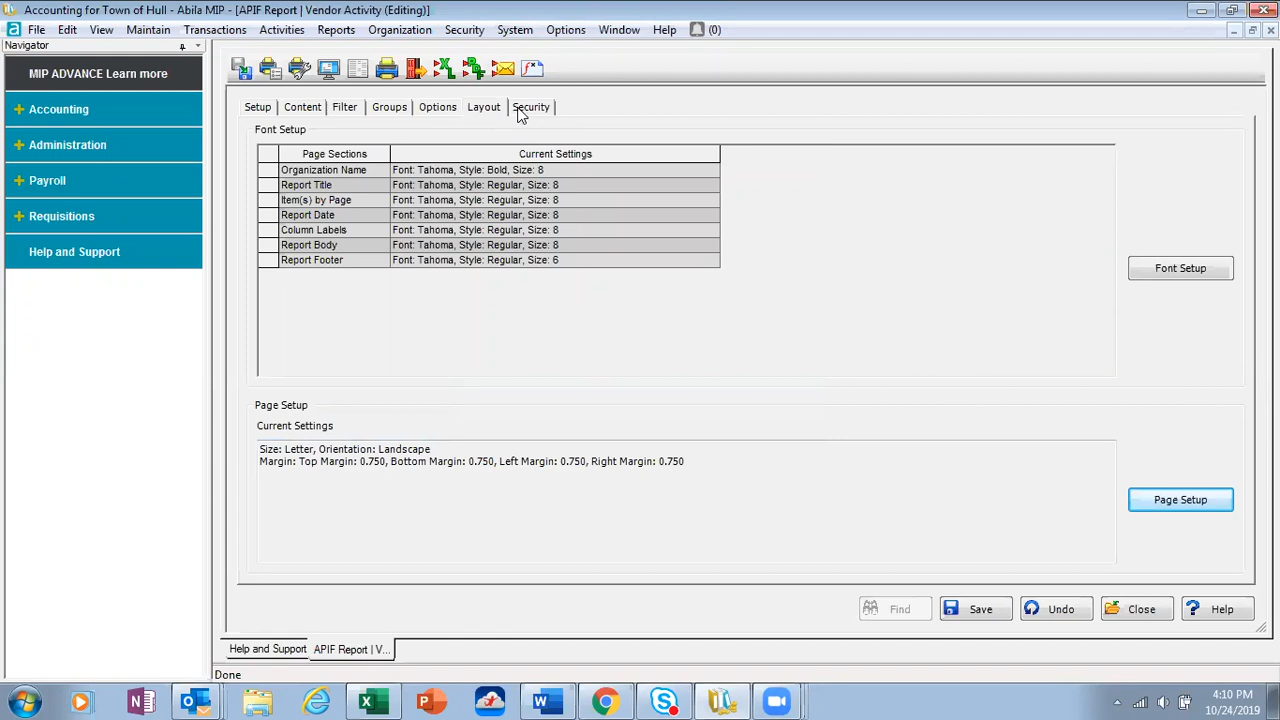 Accounting for Town of Hull - Abila MIP - [APIF Report | Vendor Activity (Editing)]
File Edit View Maintain Transactions Activities Reports Organization Security System Options Window Help (0)
Navigator
MIP ADVANCE Learn more
Accounting
Administration
Payroll
Requisitions
Help and Support
Setup Content Filter Groups Options Layout Security
Font Setup
Page Sections Current Settings
Organization Name Font: Tahoma, Style: Bold, Size: 8
Report Title Font: Tahoma, Style: Regular, Size: 8
Item(s) by Page Font: Tahoma, Style: Regular, Size: 8
Report Date Font: Tahoma, Style: Regular, Size: 8
Column Labels Font: Tahoma, Style: Regular, Size: 8
Report Body Font: Tahoma, Style: Regular, Size: 8
Report Footer Font: Tahoma, Style: Regular, Size: 6
Font Setup
Page Setup
Current Settings
Size: Letter, Orientation: Landscape
Margin: Top Margin: 0.750, Bottom Margin: 0.750, Left Margin: 0.750, Right Margin: 0.750
Page Setup
Find Save Undo Close Help
Help and Support APIF Report | V...
Done
4:10 PM
10/24/2019